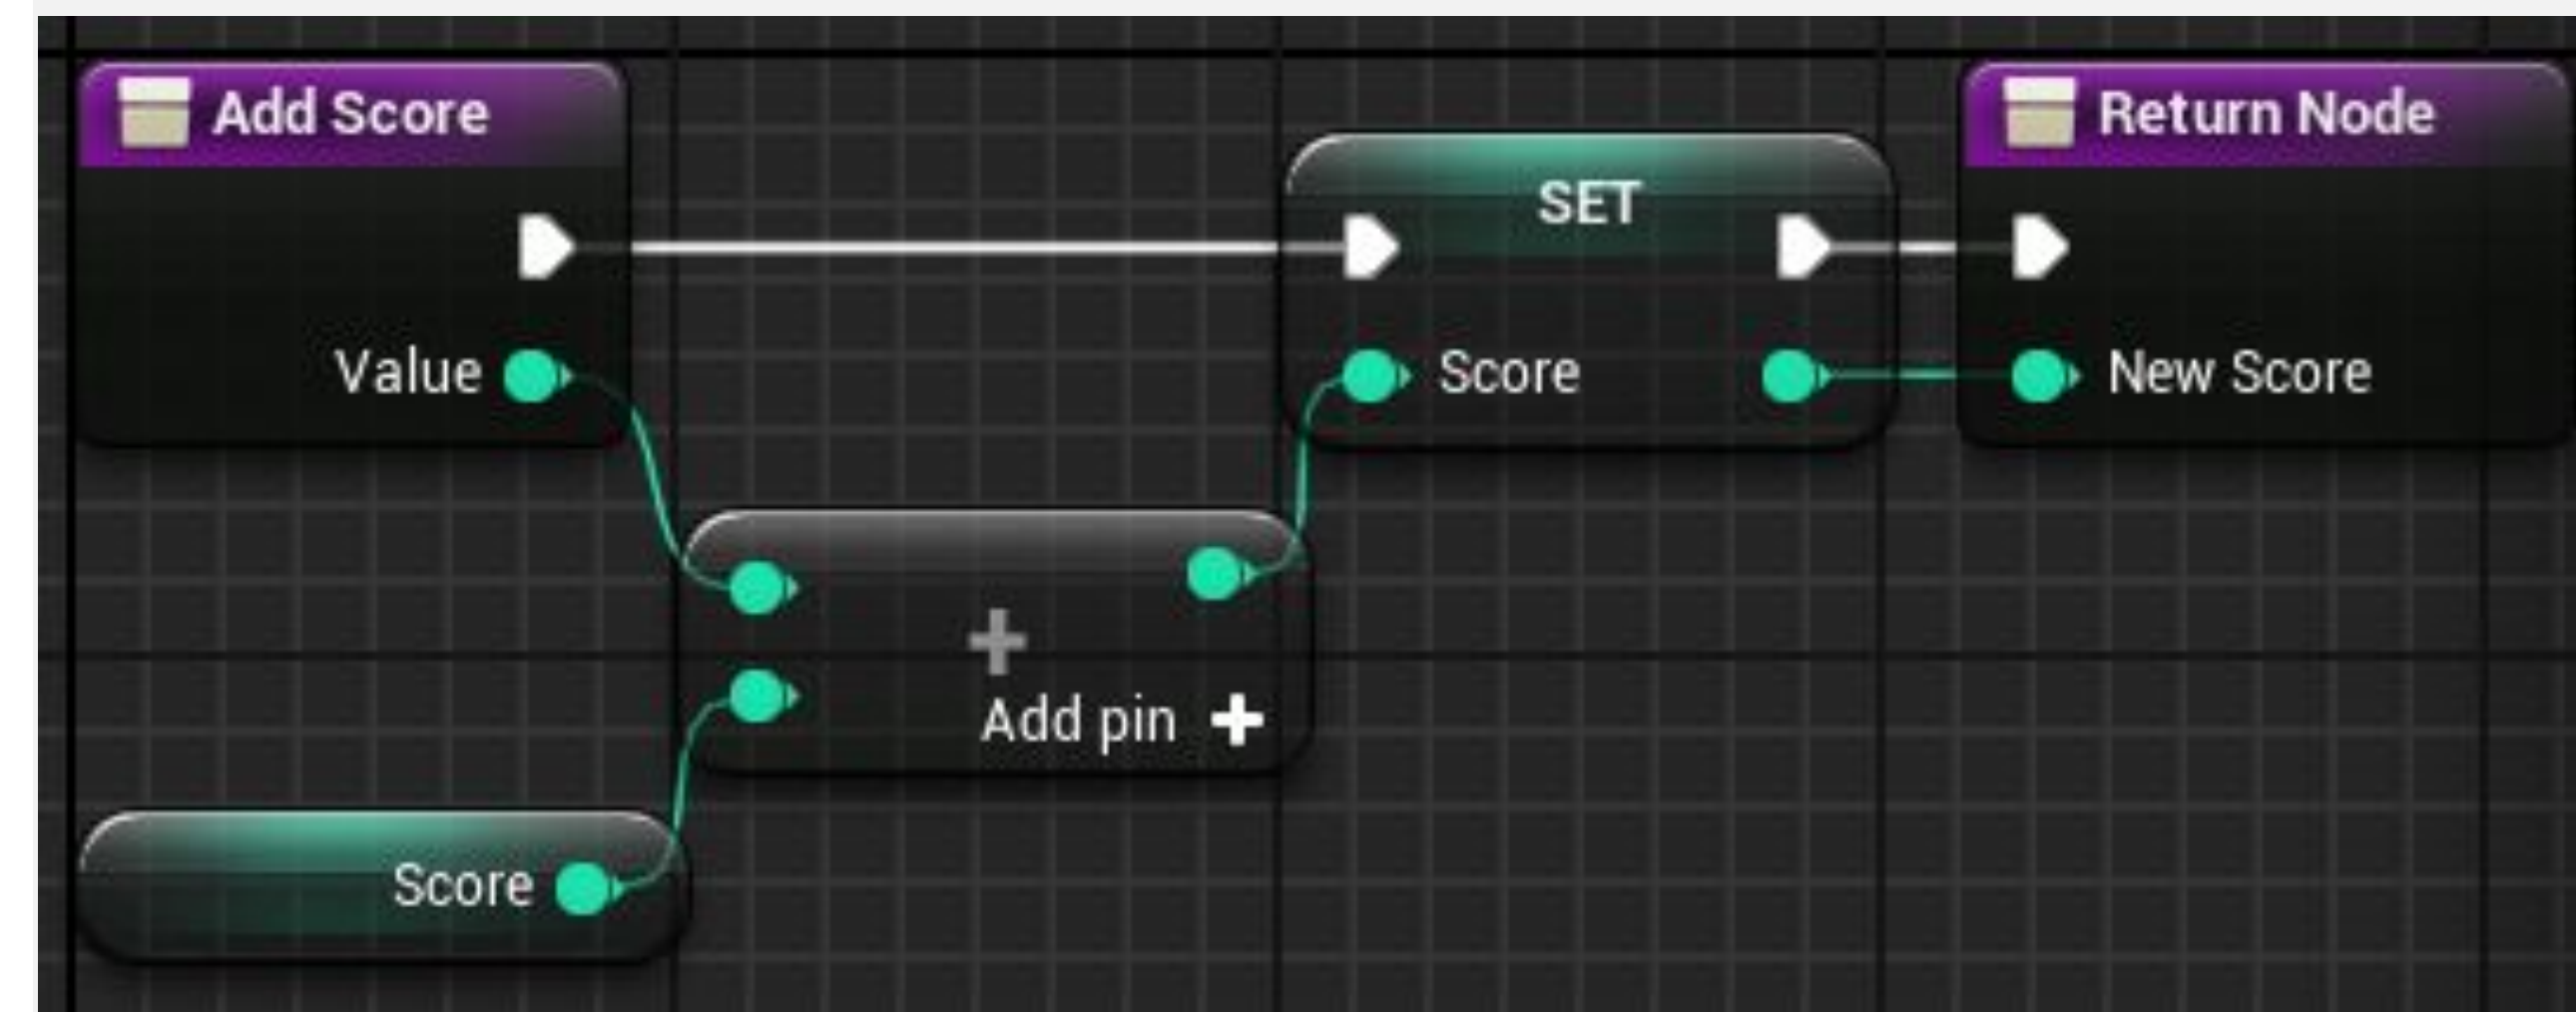 Add Score
Value
SET
Score
Return Node
New Score
Add pin
Score